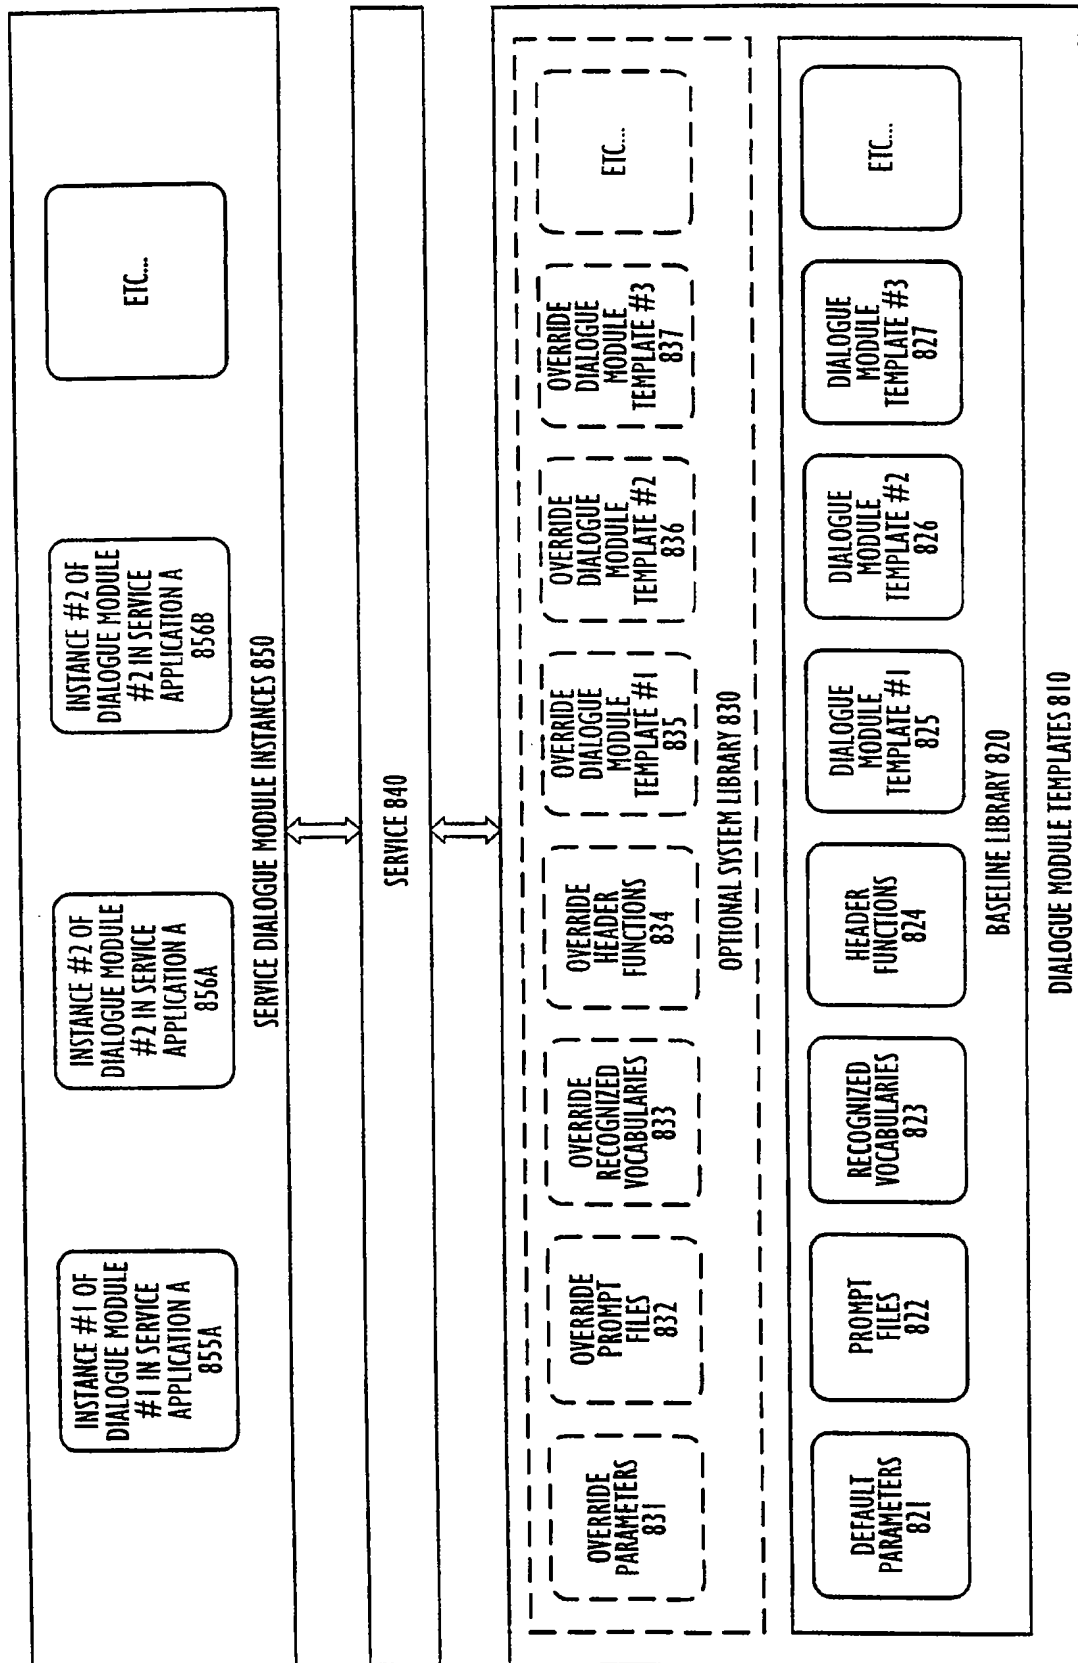 INSTANCE #1 OF
DIALOGUE MODULE
#1 IN SERVICE
APPLICATION A
855A
INSTANCE #2 OF
DIALOGUE MODULE
#2 IN SERVICE
APPLICATION A
856A
INSTANCE #2 OF
DIALOGUE MODULE
#2 IN SERVICE
APPLICATION A
856B
ETC...
SERVICE DIALOGUE MODULE INSTANCES 850
SERVICE 840
OVERRIDE
PARAMETERS
831
OVERRIDE
PROMPT
FILES
832
OVERRIDE
RECOGNIZED
VOCABULARIES
833
OVERRIDE
HEADER
FUNCTIONS
834
OVERRIDE
DIALOGUE
MODULE
TEMPLATE #1
835
OVERRIDE
DIALOGUE
MODULE
TEMPLATE #2
836
OVERRIDE
DIALOGUE
MODULE
TEMPLATE #3
837
ETC...
OPTIONAL SYSTEM LIBRARY 830
DEFAULT
PARAMETERS
821
PROMPT
FILES
822
RECOGNIZED
VOCABULARIES
823
HEADER
FUNCTIONS
824
DIALOGUE
MODULE
TEMPLATE #1
825
DIALOGUE
MODULE
TEMPLATE #2
826
DIALOGUE
MODULE
TEMPLATE #3
827
ETC...
BASELINE LIBRARY 820
DIALOGUE MODULE TEMPLATES 810